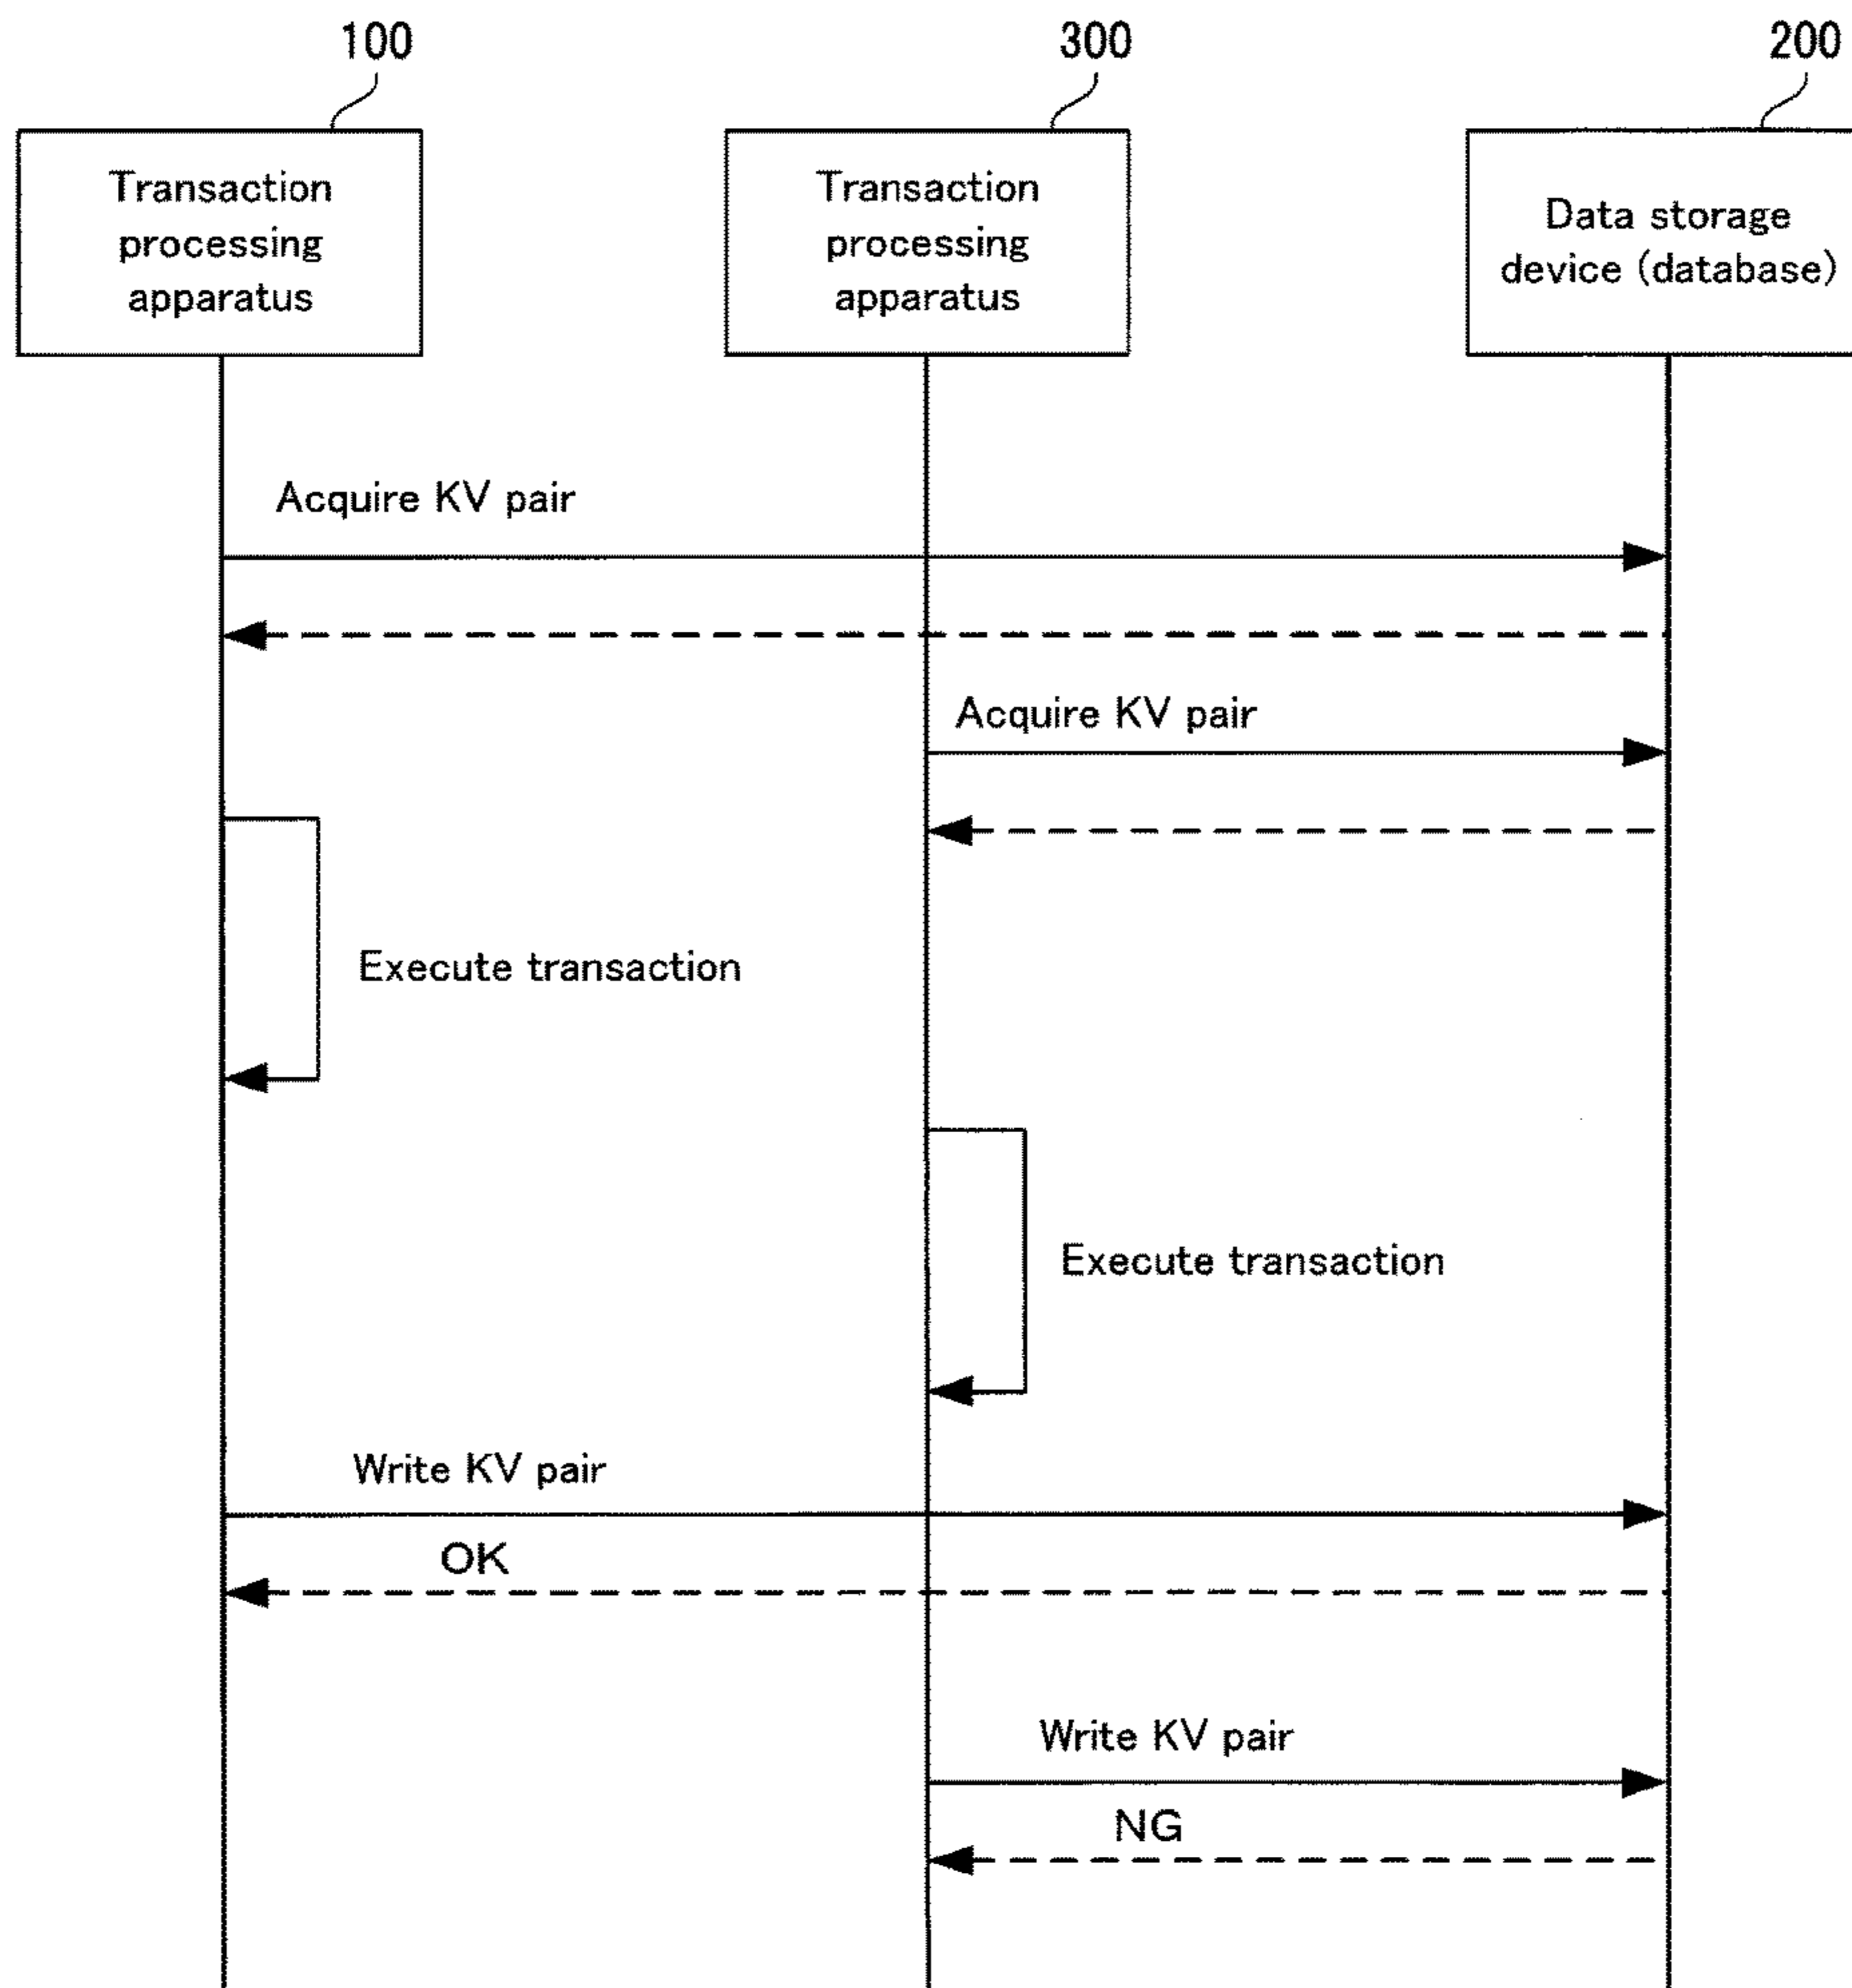 100
300
200
Transaction
processing
apparatus
Transaction
processing
apparatus
Data storage
device (database)
Acquire KV pair
Acquire KV pair
Execute transaction
Execute transaction
Write KV pair
OK
Write KV pair
NG